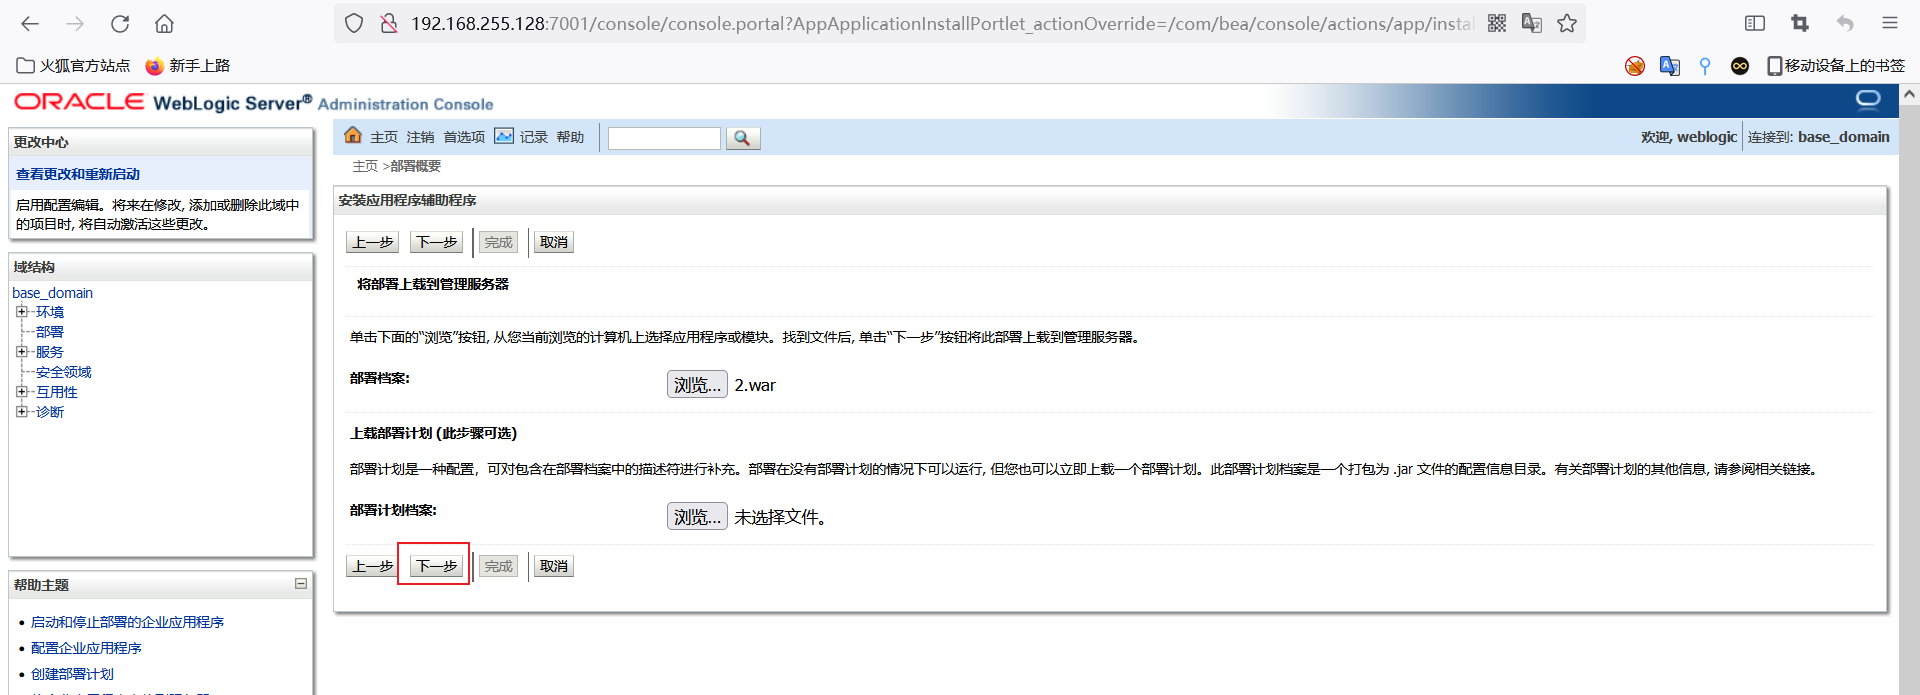 192.168.255.128:7001/console/console.portal?AppApplicationInstallPortlet_actionOverride=/com/bea/console/actions/app/instal
火狐官方站点 新手上路 移动设备上的书签
ORACLE WebLogic Server® Administration Console
更改中心
查看更改和重新启动
启用配置编辑。将来在修改, 添加或删除此域中
的项目时, 将自动激活这些更改。
域结构
base_domain
环境
部署
服务
安全领域
互用性
诊断
帮助主题
启动和停止部署的企业应用程序
配置企业应用程序
创建部署计划
主页 注销 首选项 记录 帮助
欢迎, weblogic 连接到: base_domain
主页 >部署概要
安装应用程序辅助程序
上一步 下一步 完成 取消
将部署上载到管理服务器
单击下面的“浏览”按钮, 从您当前浏览的计算机上选择应用程序或模块。找到文件后, 单击“下一步”按钮将此部署上载到管理服务器。
部署档案: 浏览... 2.war
上载部署计划 (此步骤可选)
部署计划是一种配置，可对包含在部署档案中的描述符进行补充。部署在没有部署计划的情况下可以运行, 但您也可以立即上载一个部署计划。此部署计划档案是一个打包为 .jar 文件的配置信息目录。有关部署计划的其他信息, 请参阅相关链接。
部署计划档案: 浏览... 未选择文件。
上一步 下一步 完成 取消